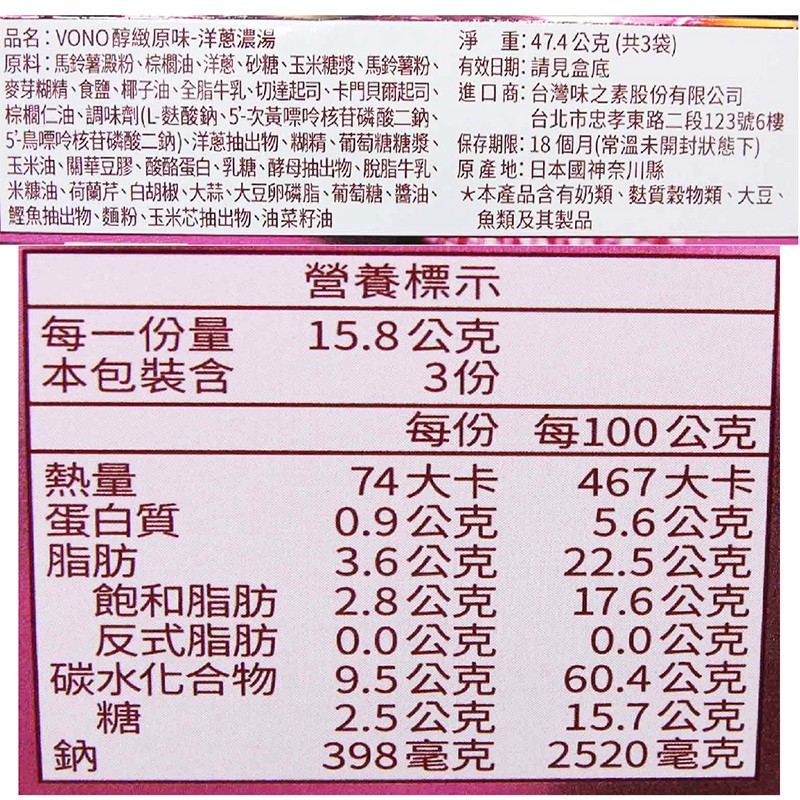 品名：VONO醇緻原味-洋蔥濃湯
原料：馬鈴薯澱粉、棕櫚油、洋蔥、砂糖、玉米糖漿、馬鈴薯粉、
麥芽糊精、食鹽、椰子油、全脂牛乳、切達起司、卡門貝爾起司、
棕櫚仁油、調味劑(L-麩酸鈉、5'-次黃嘌呤核苷磷酸二鈉、
5'-鳥嘌呤核苷磷酸二鈉)、洋蔥抽出物、糊精、葡萄糖糖漿、
玉米油、關華豆膠、酸酪蛋白、乳糖、酵母抽出物、脫脂牛乳、
米糠油、荷蘭芹、白胡椒、大蒜、大豆卵磷脂、葡萄糖、醬油、
鰹魚抽出物、麵粉、玉米芯抽出物、油菜籽油
淨 重：47.4公克(共3袋)
有效日期：請見盒底
進口商：台灣味之素股份有限公司
台北市忠孝東路二段123號6樓
保存期限：18個月(常溫未開封狀態下)
原產地：日本國神奈川縣
＊本產品含有奶類、麩質穀物類、大豆、
魚類及其製品
營養標示
每一份量 15.8公克
本包裝含 3份
每份 每100公克
熱量 74大卡 467大卡
蛋白質 0.9公克 5.6公克
脂肪 3.6公克 22.5公克
飽和脂肪 2.8公克 17.6公克
反式脂肪 0.0公克 0.0公克
碳水化合物 9.5公克 60.4公克
糖 2.5公克 15.7公克
鈉 398毫克 2520毫克